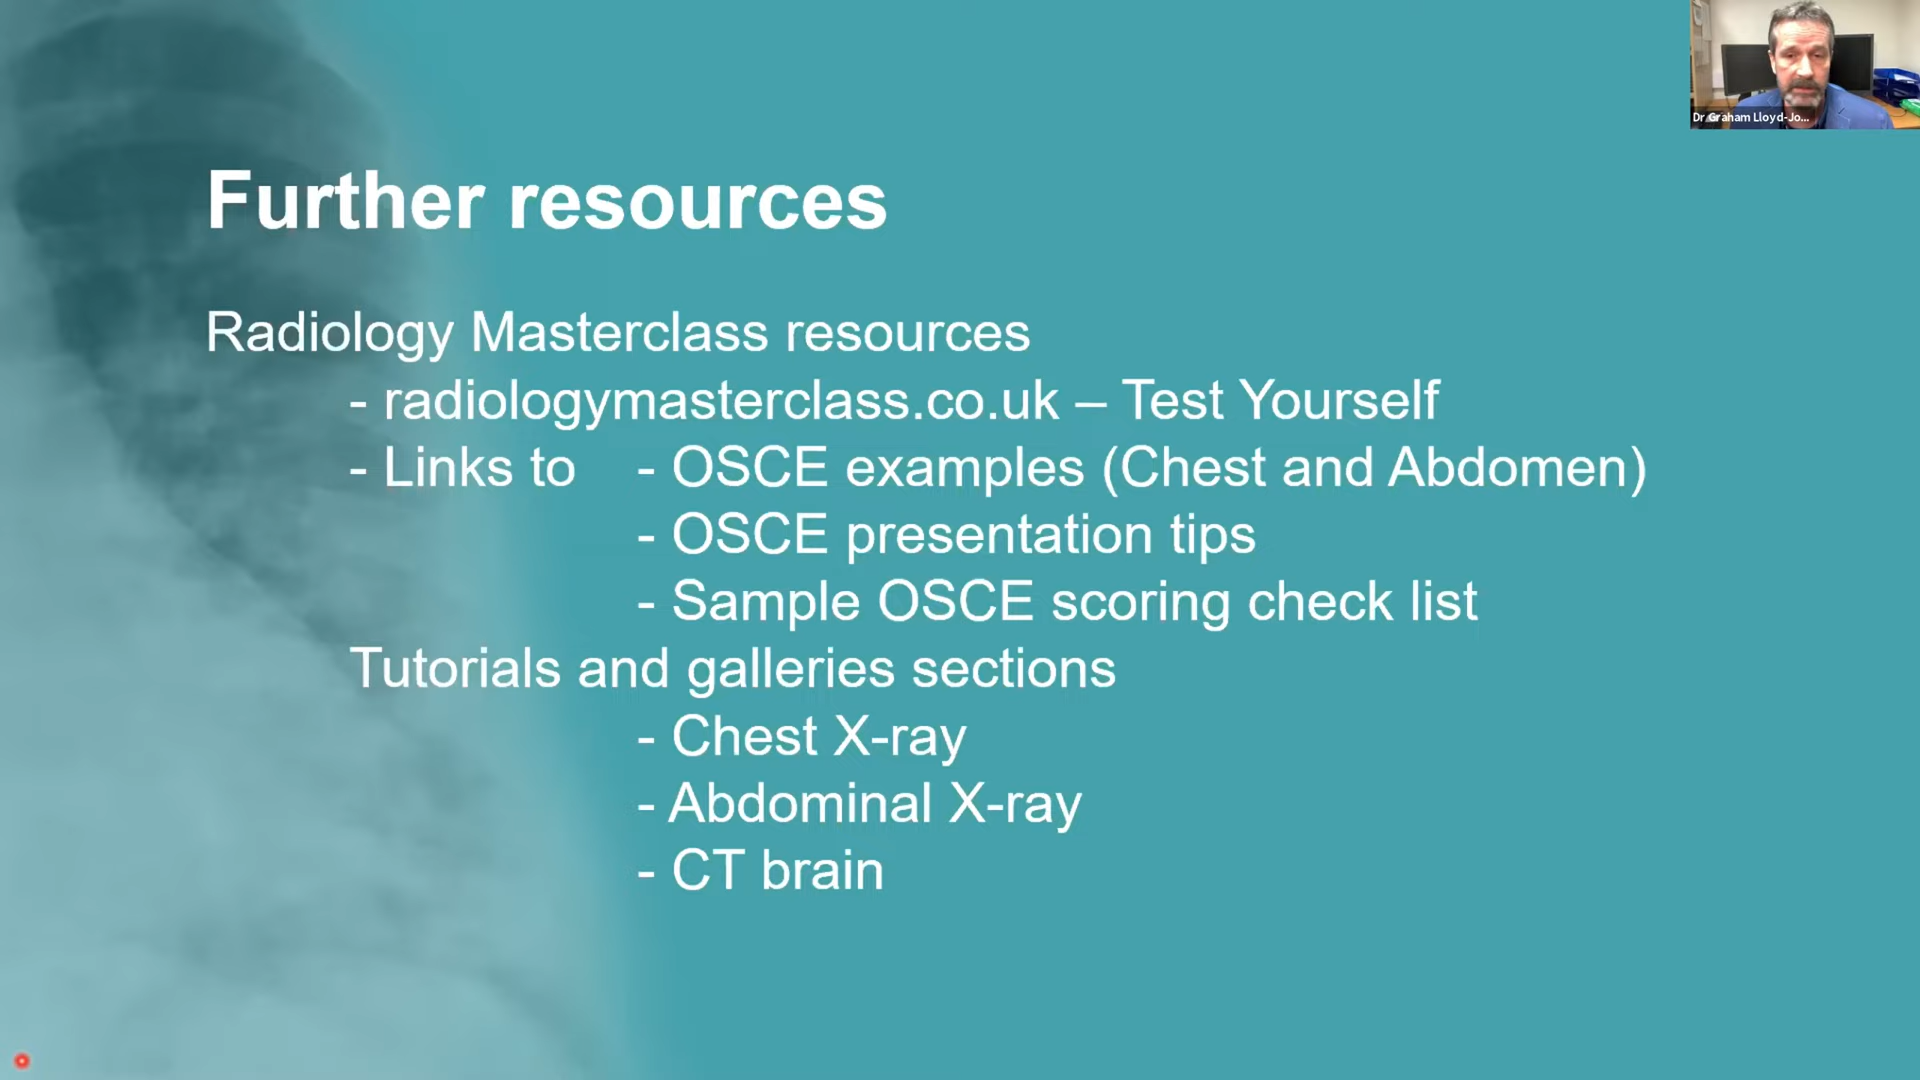 Dr Graham Lloyd-Jo...
Further resources
Radiology Masterclass resources
- radiologymasterclass.co.uk – Test Yourself
- Links to - OSCE examples (Chest and Abdomen)
- OSCE presentation tips
- Sample OSCE scoring check list
Tutorials and galleries sections
- Chest X-ray
- Abdominal X-ray
- CT brain